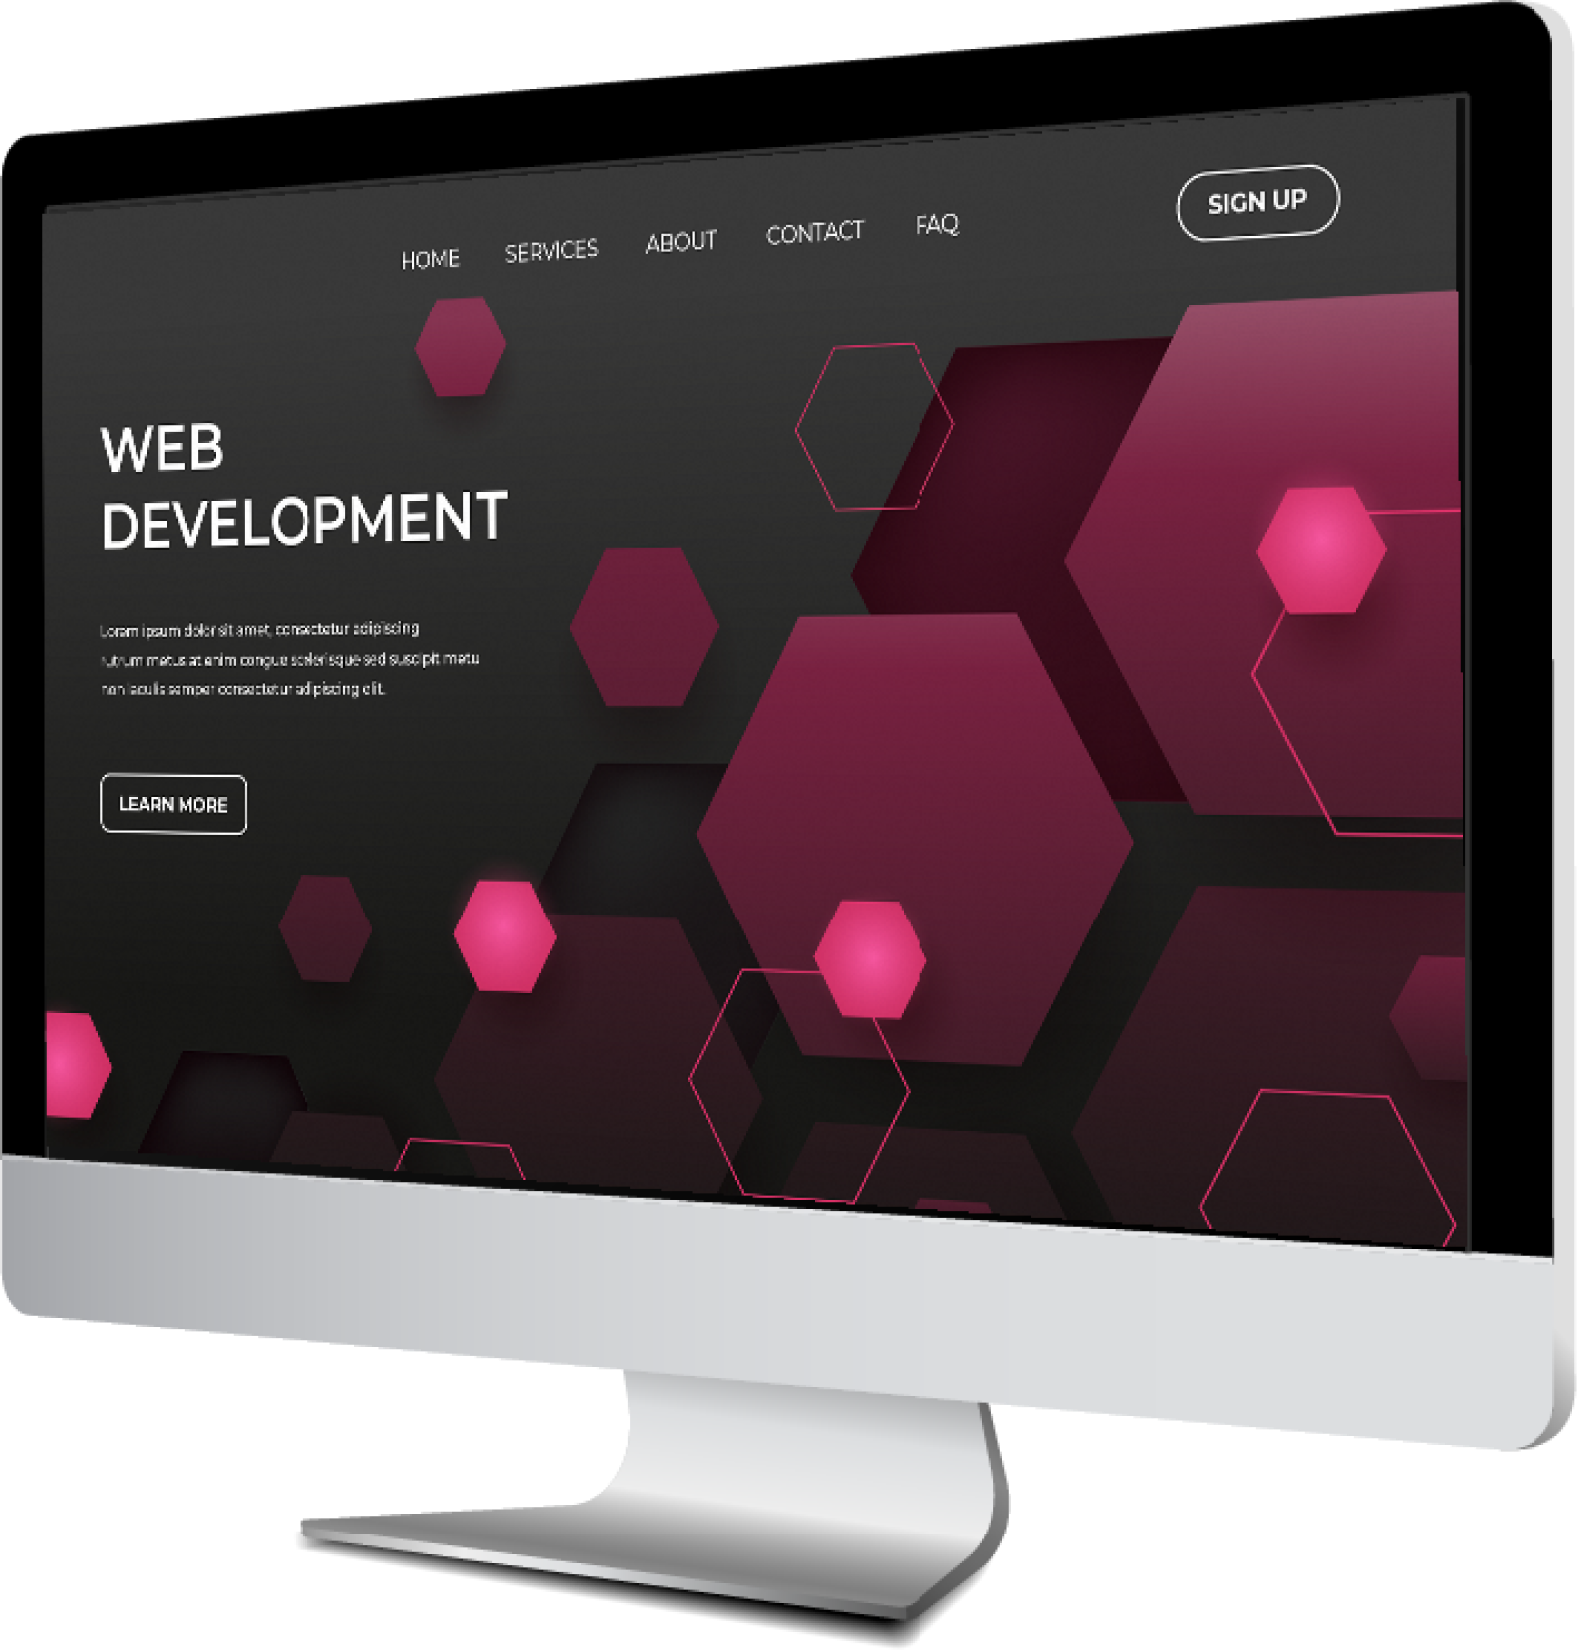 HOME SERVICES ABOUT CONTACT FAQ SIGN UP
WEB
DEVELOPMENT
Lorem ipsum dolor sit amet, consectetur adipiscing
rutrum metus at enim congue scelerisque sed suscipit metu
non iaculis semper consectetur adipiscing elit.
LEARN MORE